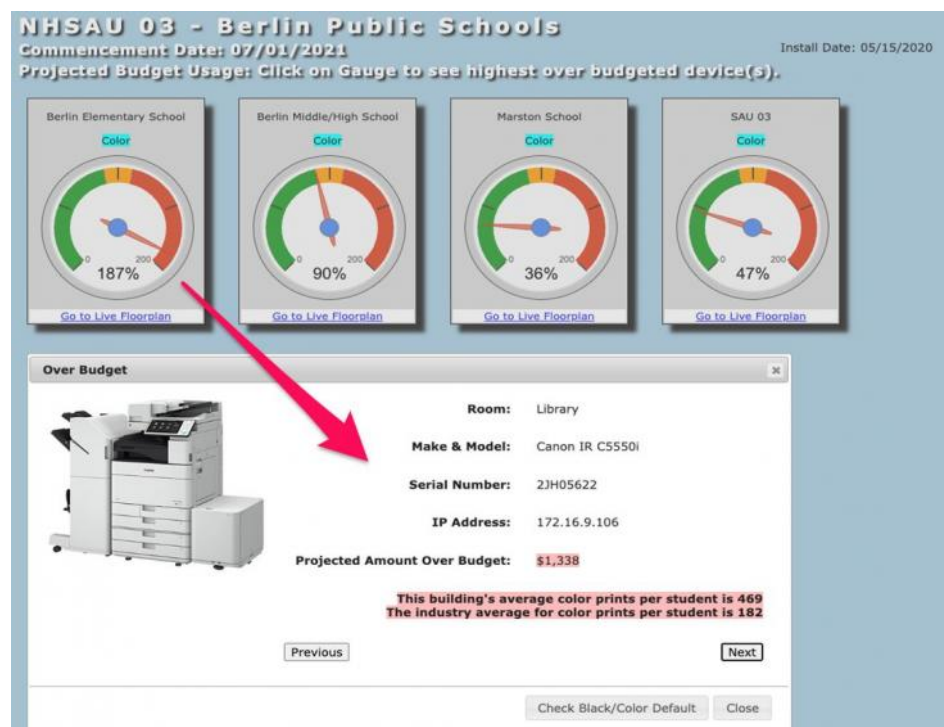 NHSAU 03 - Berlin Public Schools
Commencement Date: 07/01/2021
Install Date: 05/15/2020
Projected Budget Usage: Click on Gauge to see highest over budgeted device(s).
Berlin Elementary School
Color
0 200
187%
Go to Live Floorplan
Berlin Middle/High School
Color
0 200
90%
Go to Live Floorplan
Marston School
Color
0 200
36%
Go to Live Floorplan
SAU 03
Color
0 200
47%
Go to Live Floorplan
Over Budget
Room: Library
Make & Model: Canon IR C5550i
Serial Number: 2JH05622
IP Address: 172.16.9.106
Projected Amount Over Budget: $1,338
This building's average color prints per student is 469
The industry average for color prints per student is 182
Previous
Next
Check Black/Color Default
Close